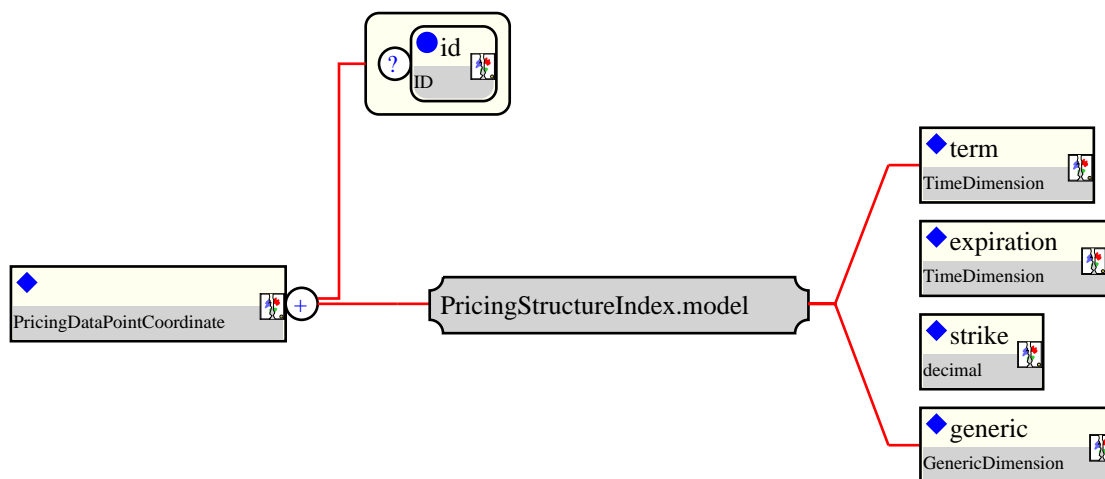 id
?
ID
term
TimeDimension
expiration
TimeDimension
PricingDataPointCoordinate
+
PricingStructureIndex.model
strike
decimal
generic
GenericDimension